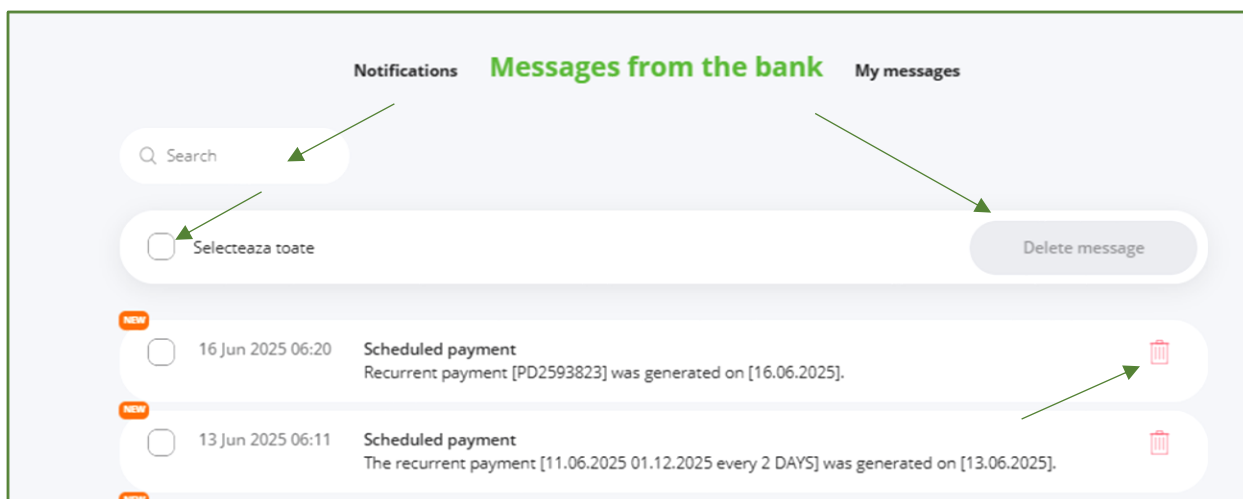 Notifications Messages from the bank My messages
Search
Selecteaza toate Delete message
NEW
16 Jun 2025 06:20 Scheduled payment
Recurrent payment [PD2593823] was generated on [16.06.2025].
NEW
13 Jun 2025 06:11 Scheduled payment
The recurrent payment [11.06.2025 01.12.2025 every 2 DAYS] was generated on [13.06.2025].
NEW